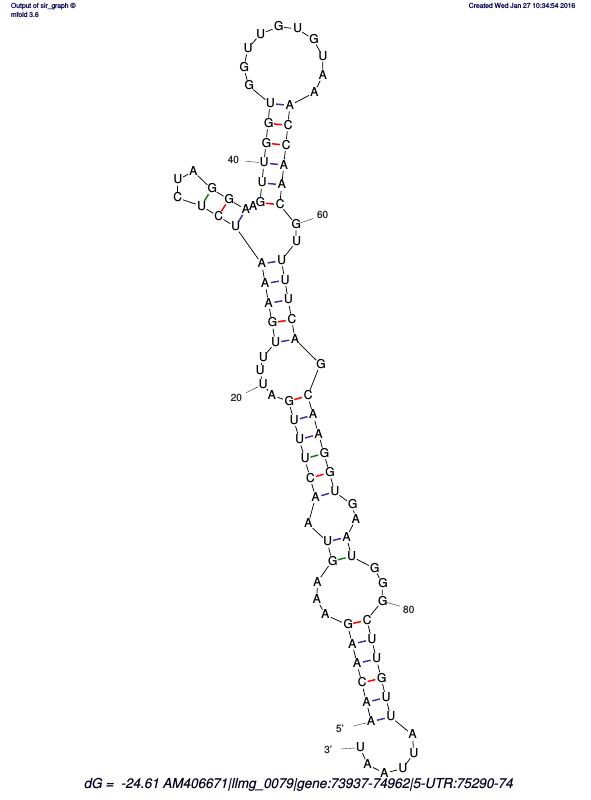 Output of sir_graph ©
mfold 3.6
Created Wed Jan 27 10:34:54 2016
5'
AACAAGAAAGUAACUUUGAUUUUGAAAUCUCUAGGAAGUUGGUGGUUGUGUAAACCAACGUUUUCAGCAAGGUGAAUGGGCUUGUUAUUAAU
3'
20
40
60
80
dG = -24.61 AM406671|llmg_0079|gene:73937-74962|5-UTR:75290-74